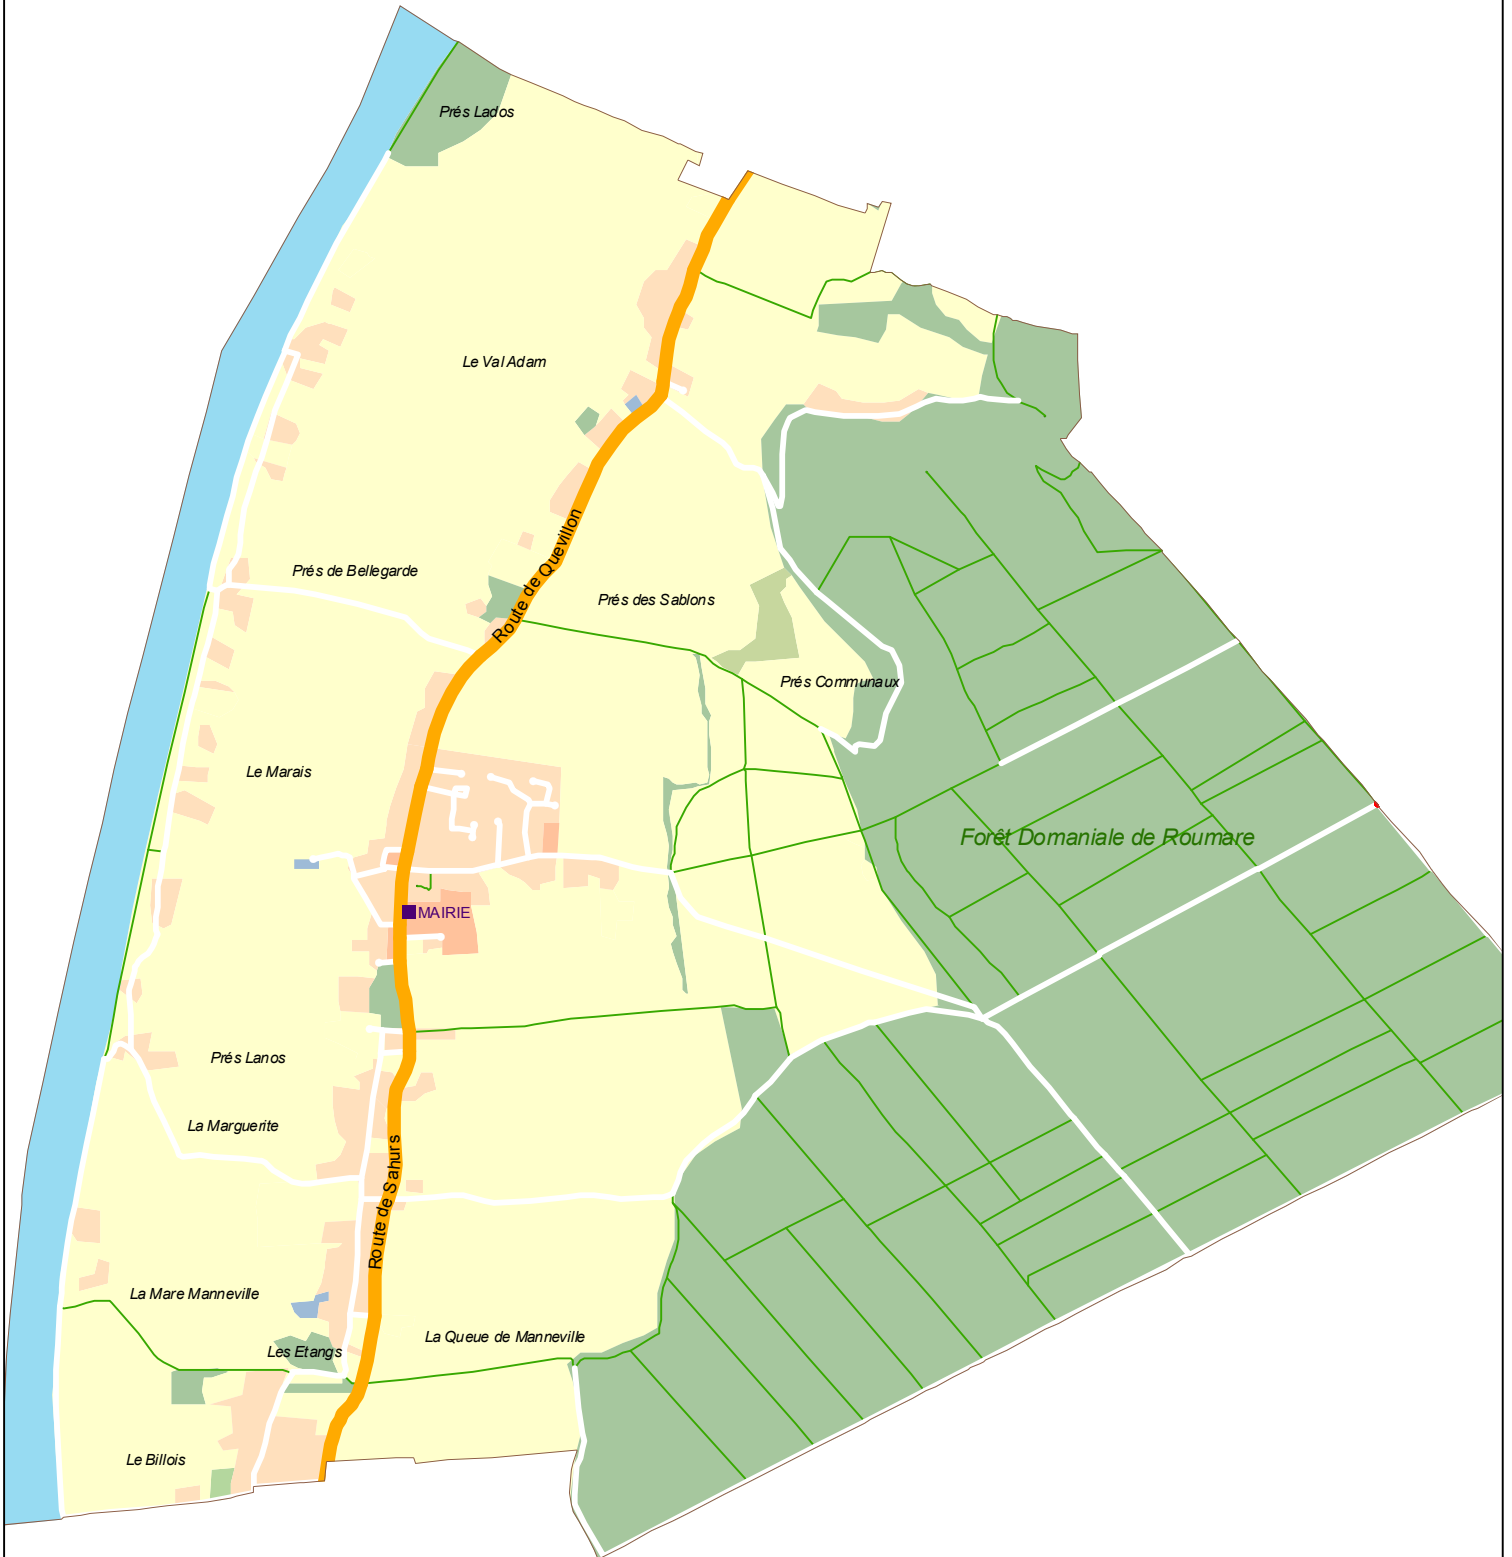 Prés Lados
Le Val Adam
Route de Quevillon
Prés de Bellegarde
Prés des Sablons
Prés Communaux
Le Marais
Forêt Domaniale de Roumare
MAIRIE
Prés Lanos
La Marguerite
Route de Sahurs
La Mare Manneville
La Queue de Manneville
Les Etangs
Le Billois